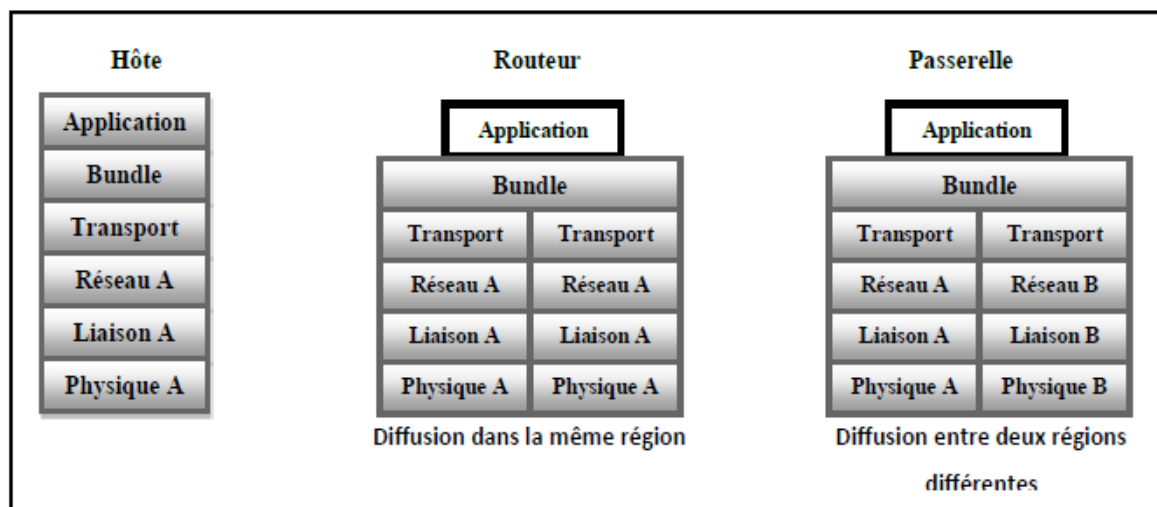 Hôte
Application
Bundle
Transport
Réseau A
Liaison A
Physique A
Routeur
Application
Bundle
Transport Transport
Réseau A Réseau A
Liaison A Liaison A
Physique A Physique A
Diffusion dans la même région
Passerelle
Application
Bundle
Transport Transport
Réseau A Réseau B
Liaison A Liaison B
Physique A Physique B
Diffusion entre deux régions
différentes